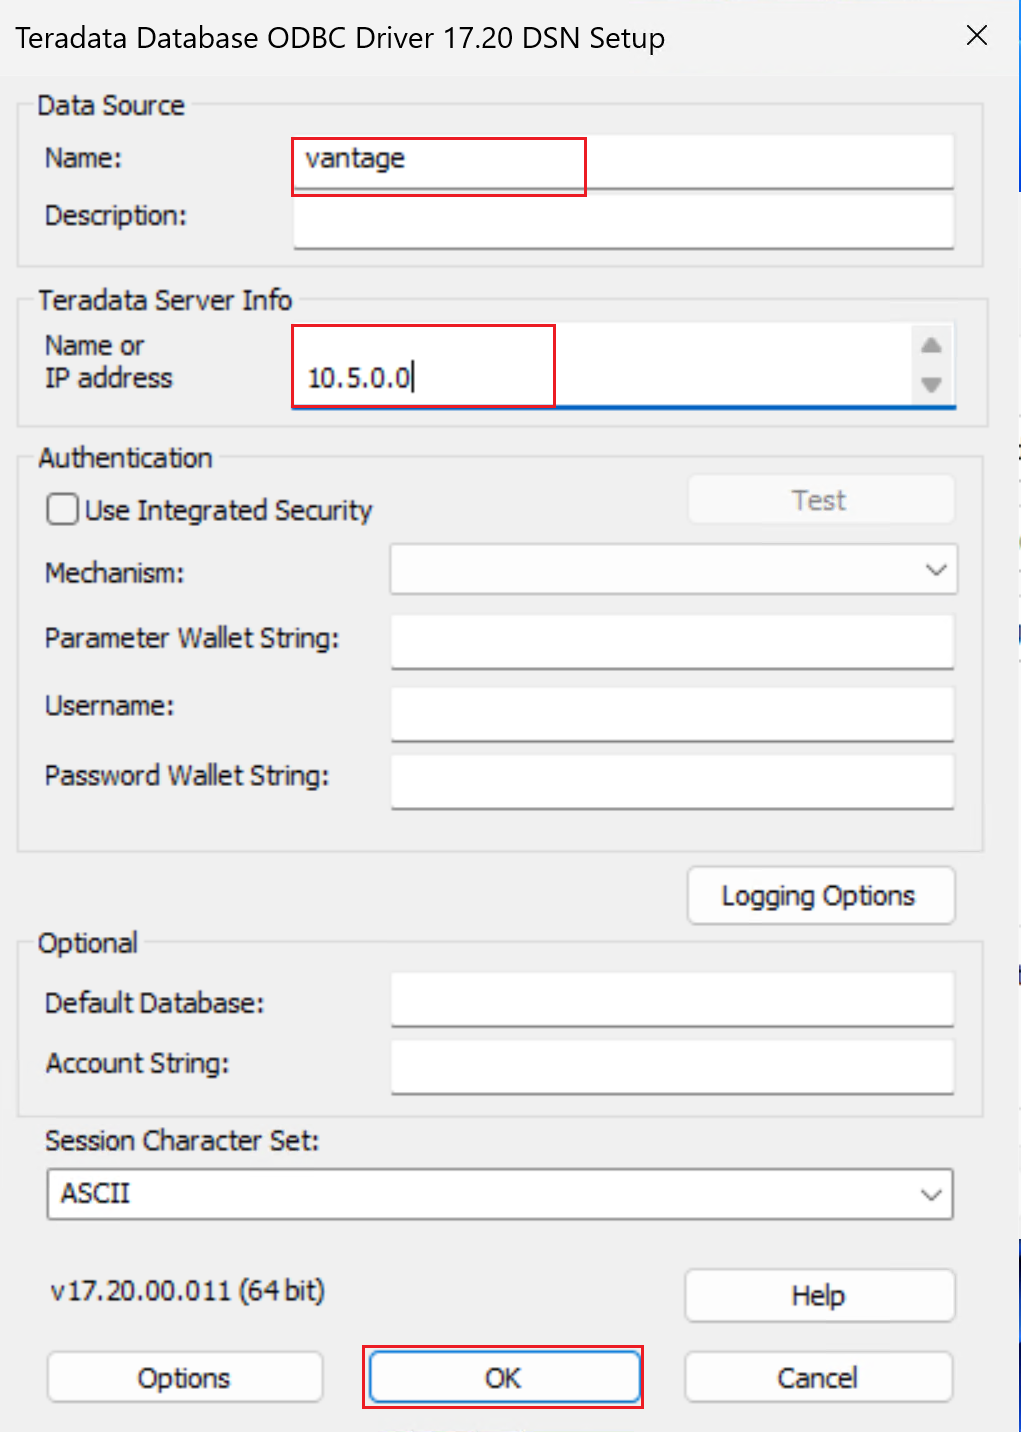 Teradata Database ODBC Driver 17.20 DSN Setup
Data Source
Name: vantage
Description:
Teradata Server Info
Name or
IP address 10.5.0.0
Authentication
Use Integrated Security Test
Mechanism:
Parameter Wallet String:
Username:
Password Wallet String:
Logging Options
Optional
Default Database:
Account String:
Session Character Set:
ASCII
v17.20.00.011 (64 bit) Help
Options OK Cancel